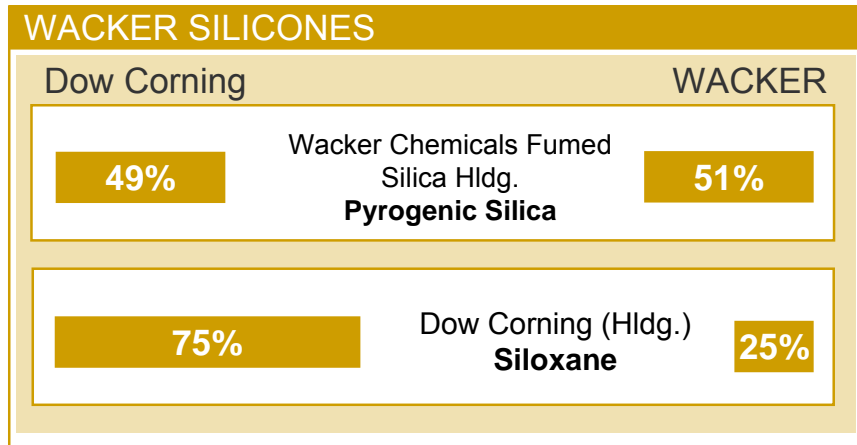 WACKER SILICONES
Dow Corning WACKER
49%
Wacker Chemicals Fumed
Silica Hldg.
Pyrogenic Silica
51%
75%
Dow Corning (Hldg.)
Siloxane
25%